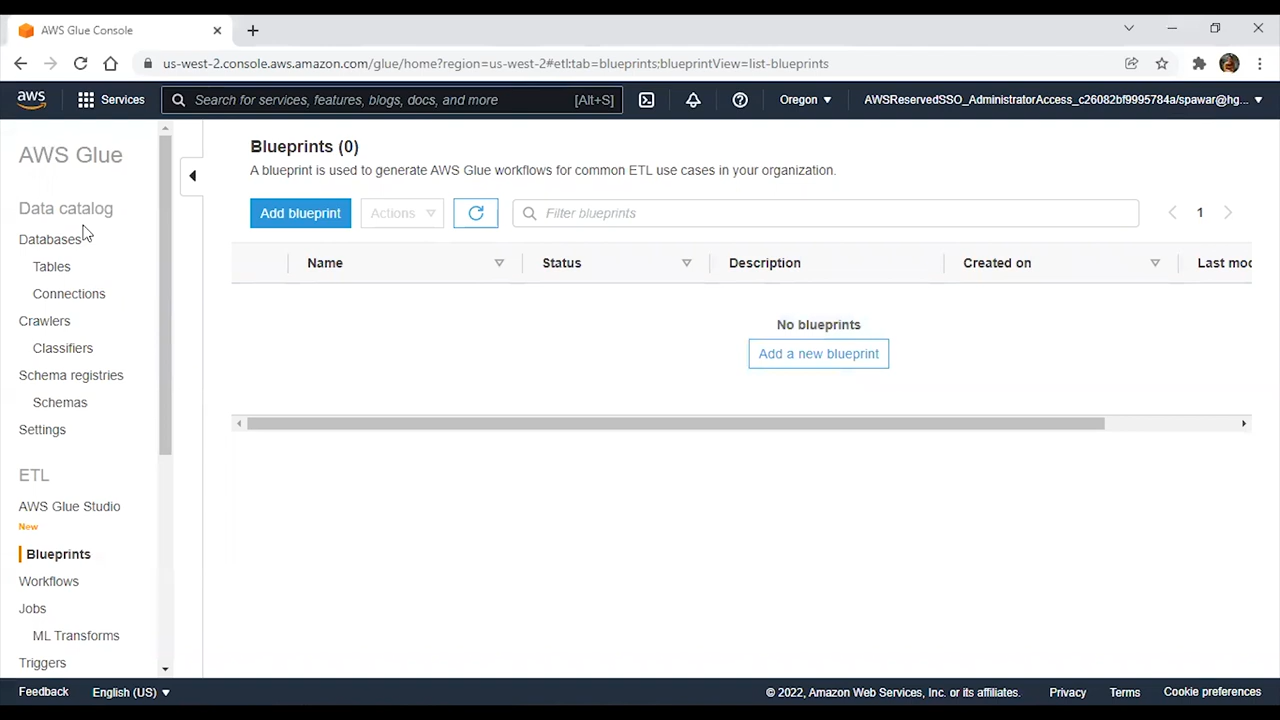 AWS Glue Console
us-west-2.console.aws.amazon.com/glue/home?region=us-west-2#etl:tab=blueprints;blueprintView=list-blueprints
aws Services Search for services, features, blogs, docs, and more [Alt+S] Oregon AWSReservedSSO_AdministratorAccess_c26082bf9995784a/spawar@hg...
AWS Glue
Data catalog
Databases
Tables
Connections
Crawlers
Classifiers
Schema registries
Schemas
Settings
ETL
AWS Glue Studio
New
Blueprints
Workflows
Jobs
ML Transforms
Triggers
Blueprints (0)
A blueprint is used to generate AWS Glue workflows for common ETL use cases in your organization.
Add blueprint Actions Filter blueprints 1
Name Status Description Created on Last moc
No blueprints
Add a new blueprint
Feedback English (US) © 2022, Amazon Web Services, Inc. or its affiliates. Privacy Terms Cookie preferences